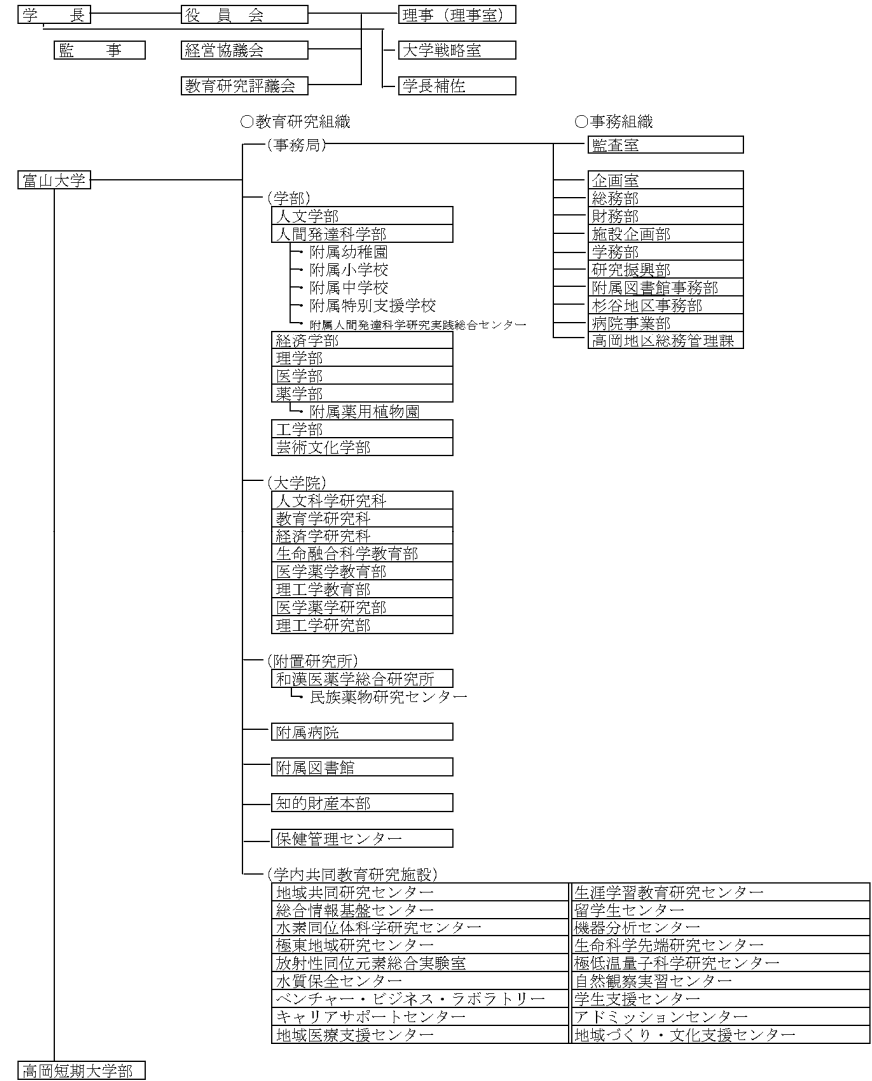 学　長　役　員　会　理事（理事室）
監　事　経営協議会　大学戦略室
教育研究評議会　学長補佐
○教育研究組織　○事務組織
(事務局)　監査室
富山大学　企画室
(学部)　総務部
人文学部　財務部
人間発達科学部　施設企画部
・附属幼稚園　学務部
・附属小学校　研究振興部
・附属中学校　附属図書館事務部
・附属特別支援学校　杉谷地区事務部
・附属人間発達科学研究実践総合センター　病院事業部
経済学部　高岡地区総務管理課
理学部
医学部
薬学部
・附属薬用植物園
工学部
芸術文化学部
(大学院)
人文科学研究科
教育学研究科
経済学研究科
生命融合科学教育部
医学薬学教育部
理工学教育部
医学薬学研究部
理工学研究部
(附置研究所)
和漢医薬学総合研究所
・民族薬物研究センター
附属病院
附属図書館
知的財産本部
保健管理センター
(学内共同教育研究施設)
地域共同研究センター　生涯学習教育研究センター
総合情報基盤センター　留学生センター
水素同位体科学研究センター　機器分析センター
極東地域研究センター　生命科学先端研究センター
放射性同位元素総合実験室　極低温量子科学研究センター
水質保全センター　自然観察実習センター
ベンチャー・ビジネス・ラボラトリー　学生支援センター
キャリアサポートセンター　アドミッションセンター
地域医療支援センター　地域づくり・文化支援センター
高岡短期大学部